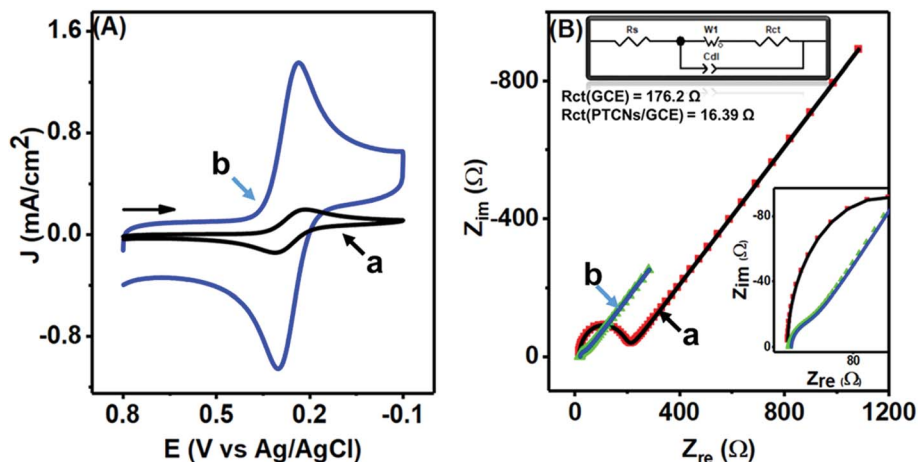 (A)
J (mA/cm²)
1.6
0.8
0.0
-0.8
b
a
0.8
0.5
0.2
-0.1
E (V vs Ag/AgCl)
(B)
Rs
W1
Rct
Cdl
Rct(GCE) = 176.2 Ω
Rct(PTCNs/GCE) = 16.39 Ω
Zim (Ω)
-800
-400
0
b
a
Zim (Ω)
-80
-40
0
80
Zre (Ω)
0
400
800
1200
Zre (Ω)